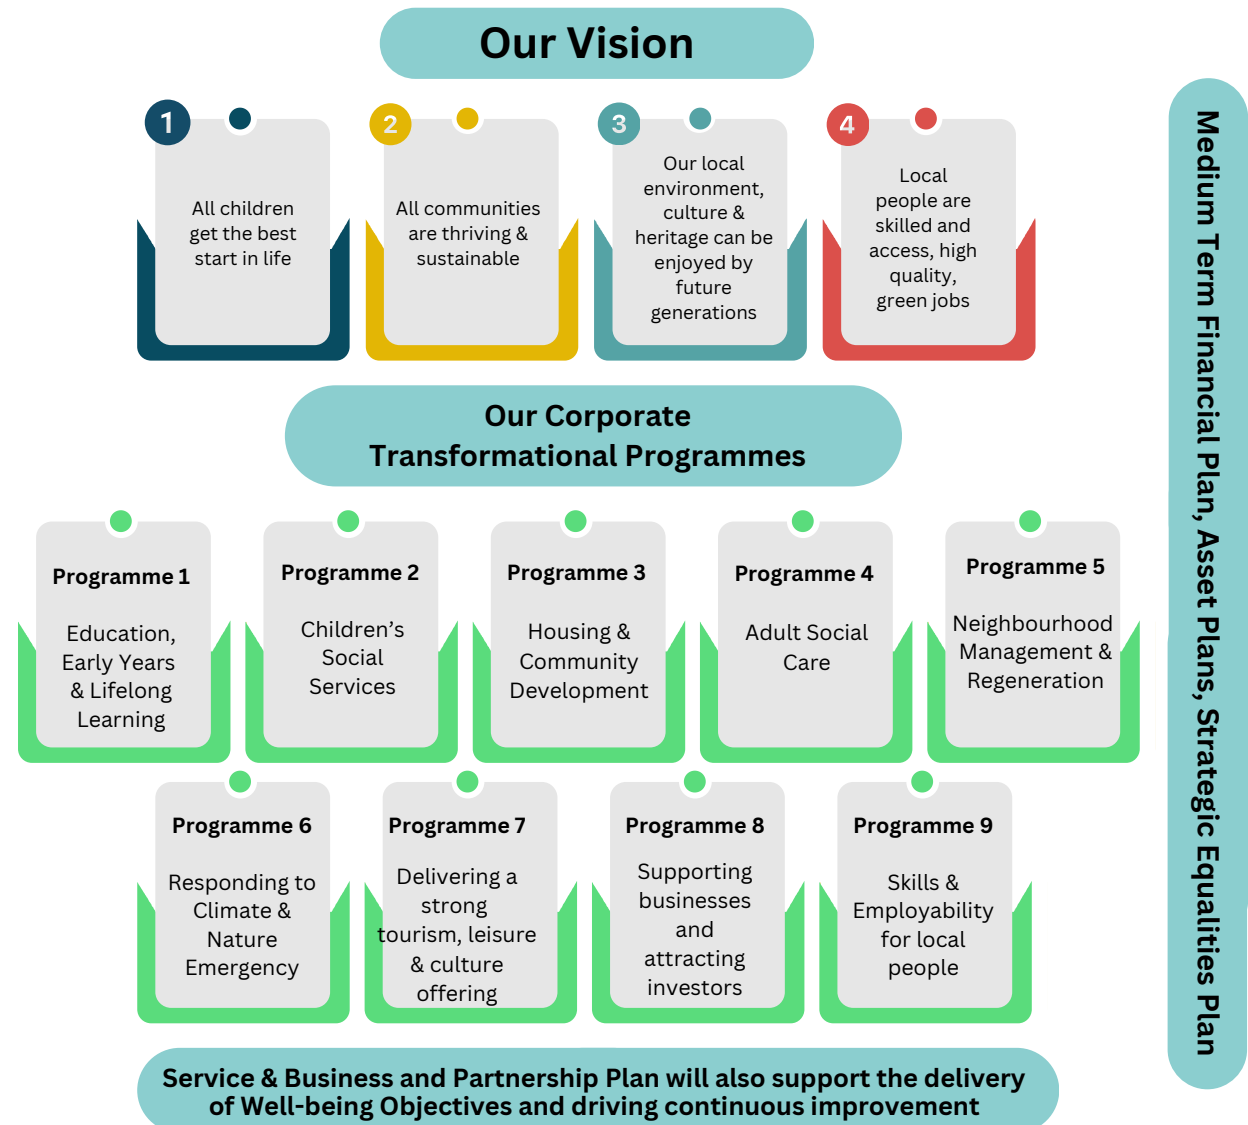 Our Vision
1
All children
get the best
start in life
2
All communities
are thriving &
sustainable
3
Our local
environment,
culture &
heritage can be
enjoyed by
future
generations
4
Local
people are
skilled and
access, high
quality,
green jobs
Our Corporate
Transformational Programmes
Programme 1
Education,
Early Years
& Lifelong
Learning
Programme 2
Children’s
Social
Services
Programme 3
Housing &
Community
Development
Programme 4
Adult Social
Care
Programme 5
Neighbourhood
Management &
Regeneration
Programme 6
Responding to
Climate &
Nature
Emergency
Programme 7
Delivering a
strong
tourism, leisure
& culture
offering
Programme 8
Supporting
businesses
and
attracting
investors
Programme 9
Skills &
Employability
for local
people
Service & Business and Partnership Plan will also support the delivery
of Well-being Objectives and driving continuous improvement
Medium Term Financial Plan, Asset Plans, Strategic Equalities Plan